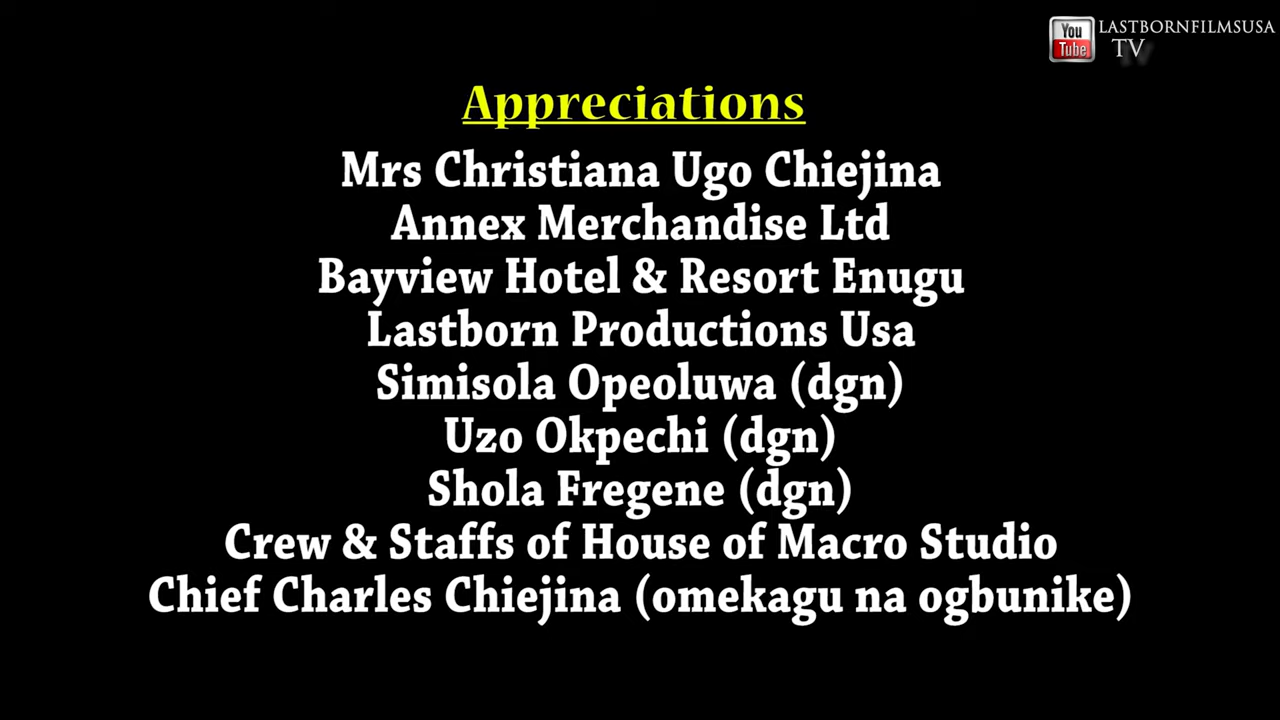 You
Tube
LASTBORNFILMSUSA
TV
Appreciations
Mrs Christiana Ugo Chiejina
Annex Merchandise Ltd
Bayview Hotel & Resort Enugu
Lastborn Productions Usa
Simisola Opeoluwa (dgn)
Uzo Okpechi (dgn)
Shola Fregene (dgn)
Crew & Staffs of House of Macro Studio
Chief Charles Chiejina (omekagu na ogbunike)